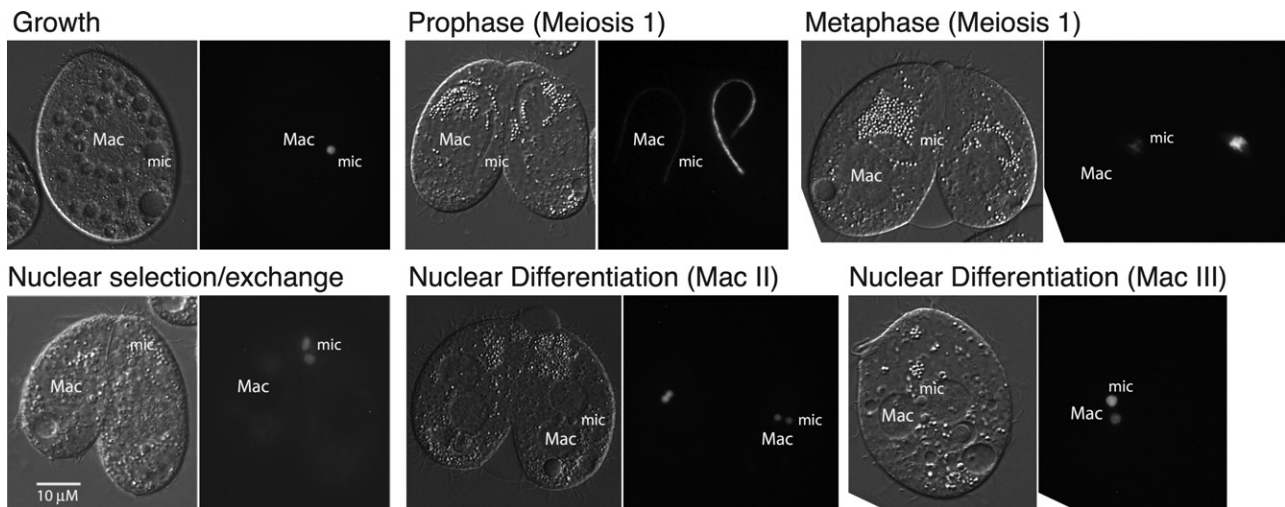 Growth
Mac
mic
Mac
mic
Prophase (Meiosis 1)
Mac
mic
Mac
mic
Metaphase (Meiosis 1)
mic
Mac
mic
Mac
Nuclear selection/exchange
mic
Mac
10 μM
mic
Mac
Nuclear Differentiation (Mac II)
mic
Mac
mic
Mac
Nuclear Differentiation (Mac III)
mic
Mac
mic
Mac